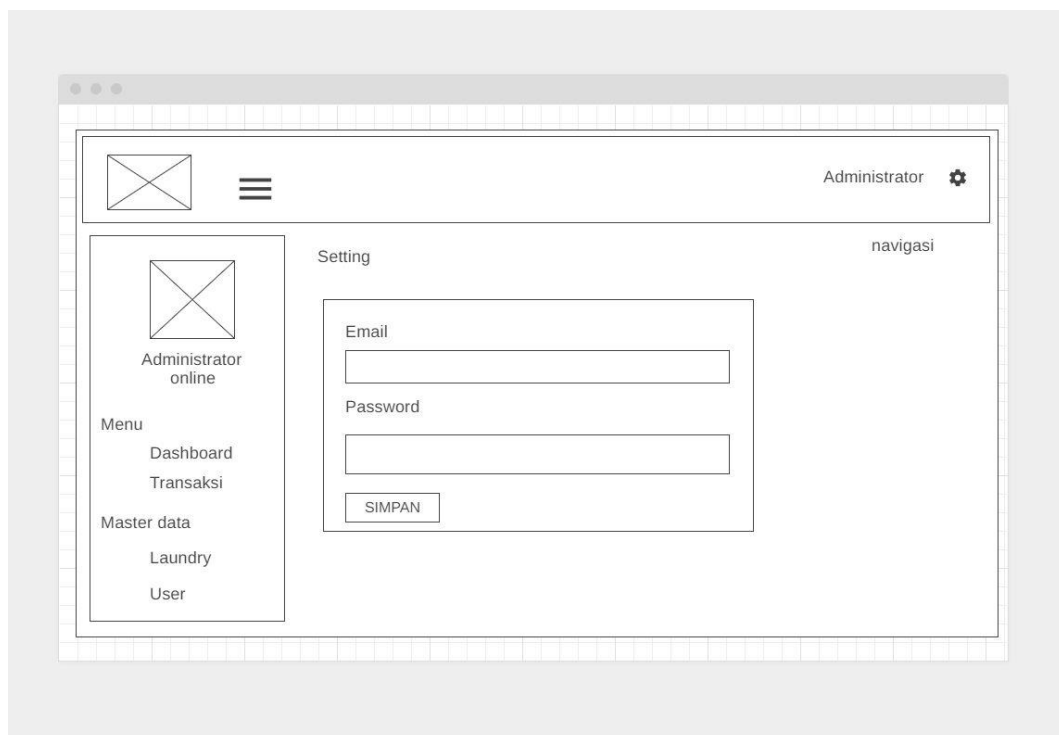 Administrator
navigasi
Administrator
online
Menu
Dashboard
Transaksi
Master data
Laundry
User
Setting
Email
Password
SIMPAN